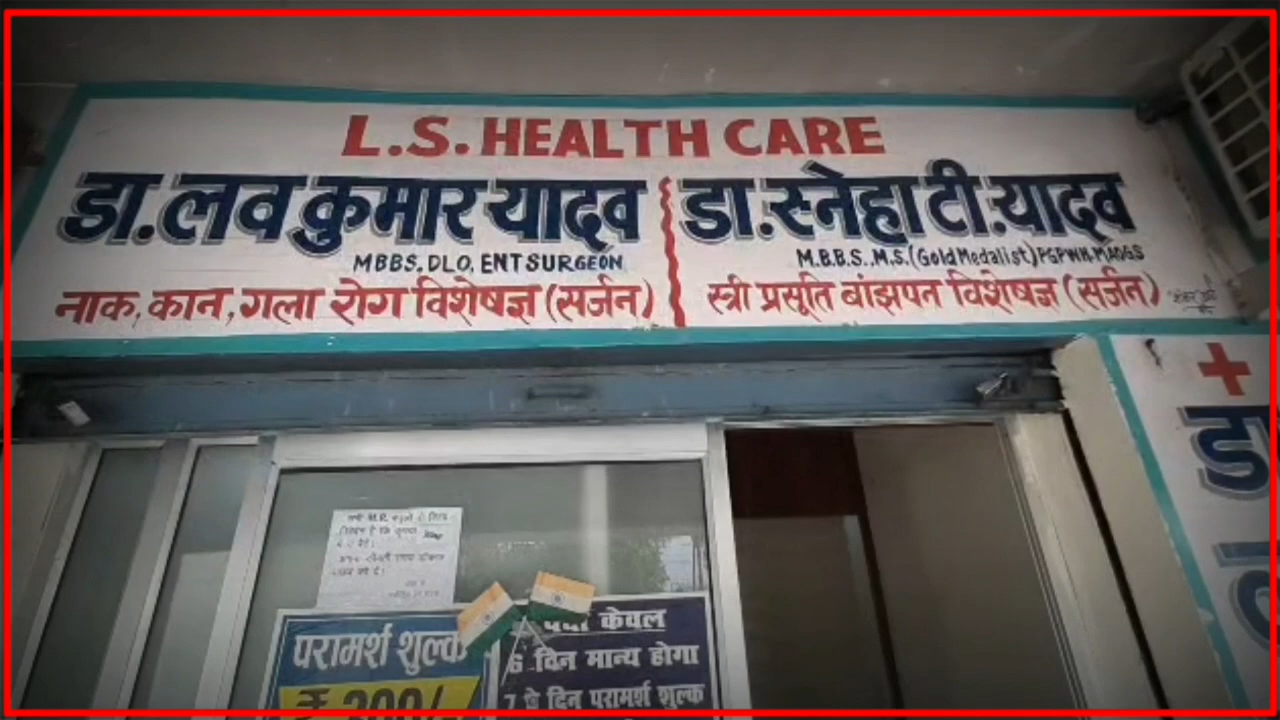 L.S. HEALTH CARE
डा. लव कुमार यादव
MBBS. DLO. ENT SURGEON
नाक, कान, गला रोग विशेषज्ञ (सर्जन)
डा. स्नेहा टी. यादव
M.B.B.S. M.S. (Gold Medalist) PGPWH. MAOGS
स्त्री प्रसूति बांझपन विशेषज्ञ (सर्जन)
डा
परामर्श शुल्क
₹ 300/-
केवल
6 दिन मान्य होगा
7 वे दिन परामर्श शुल्क